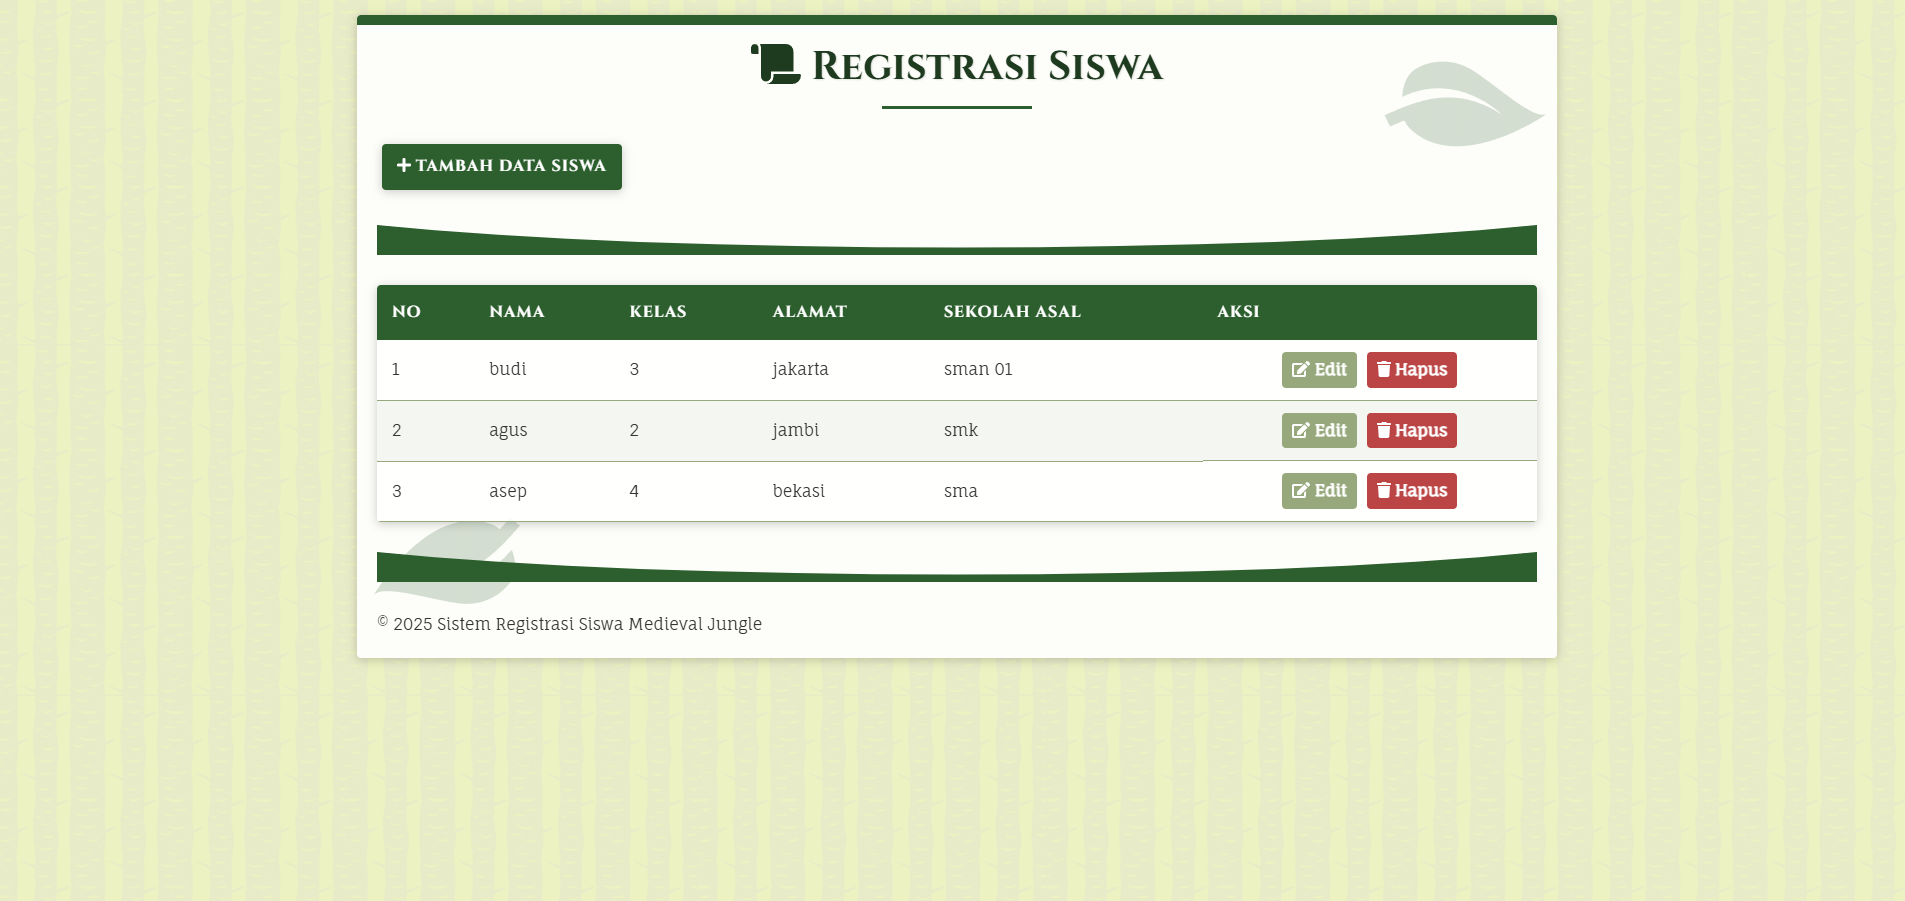 Registrasi Siswa
TAMBAH DATA SISWA
NO NAMA KELAS ALAMAT SEKOLAH ASAL AKSI
1 budi 3 jakarta sman 01 Edit Hapus
2 agus 2 jambi smk Edit Hapus
3 asep 4 bekasi sma Edit Hapus
© 2025 Sistem Registrasi Siswa Medieval Jungle